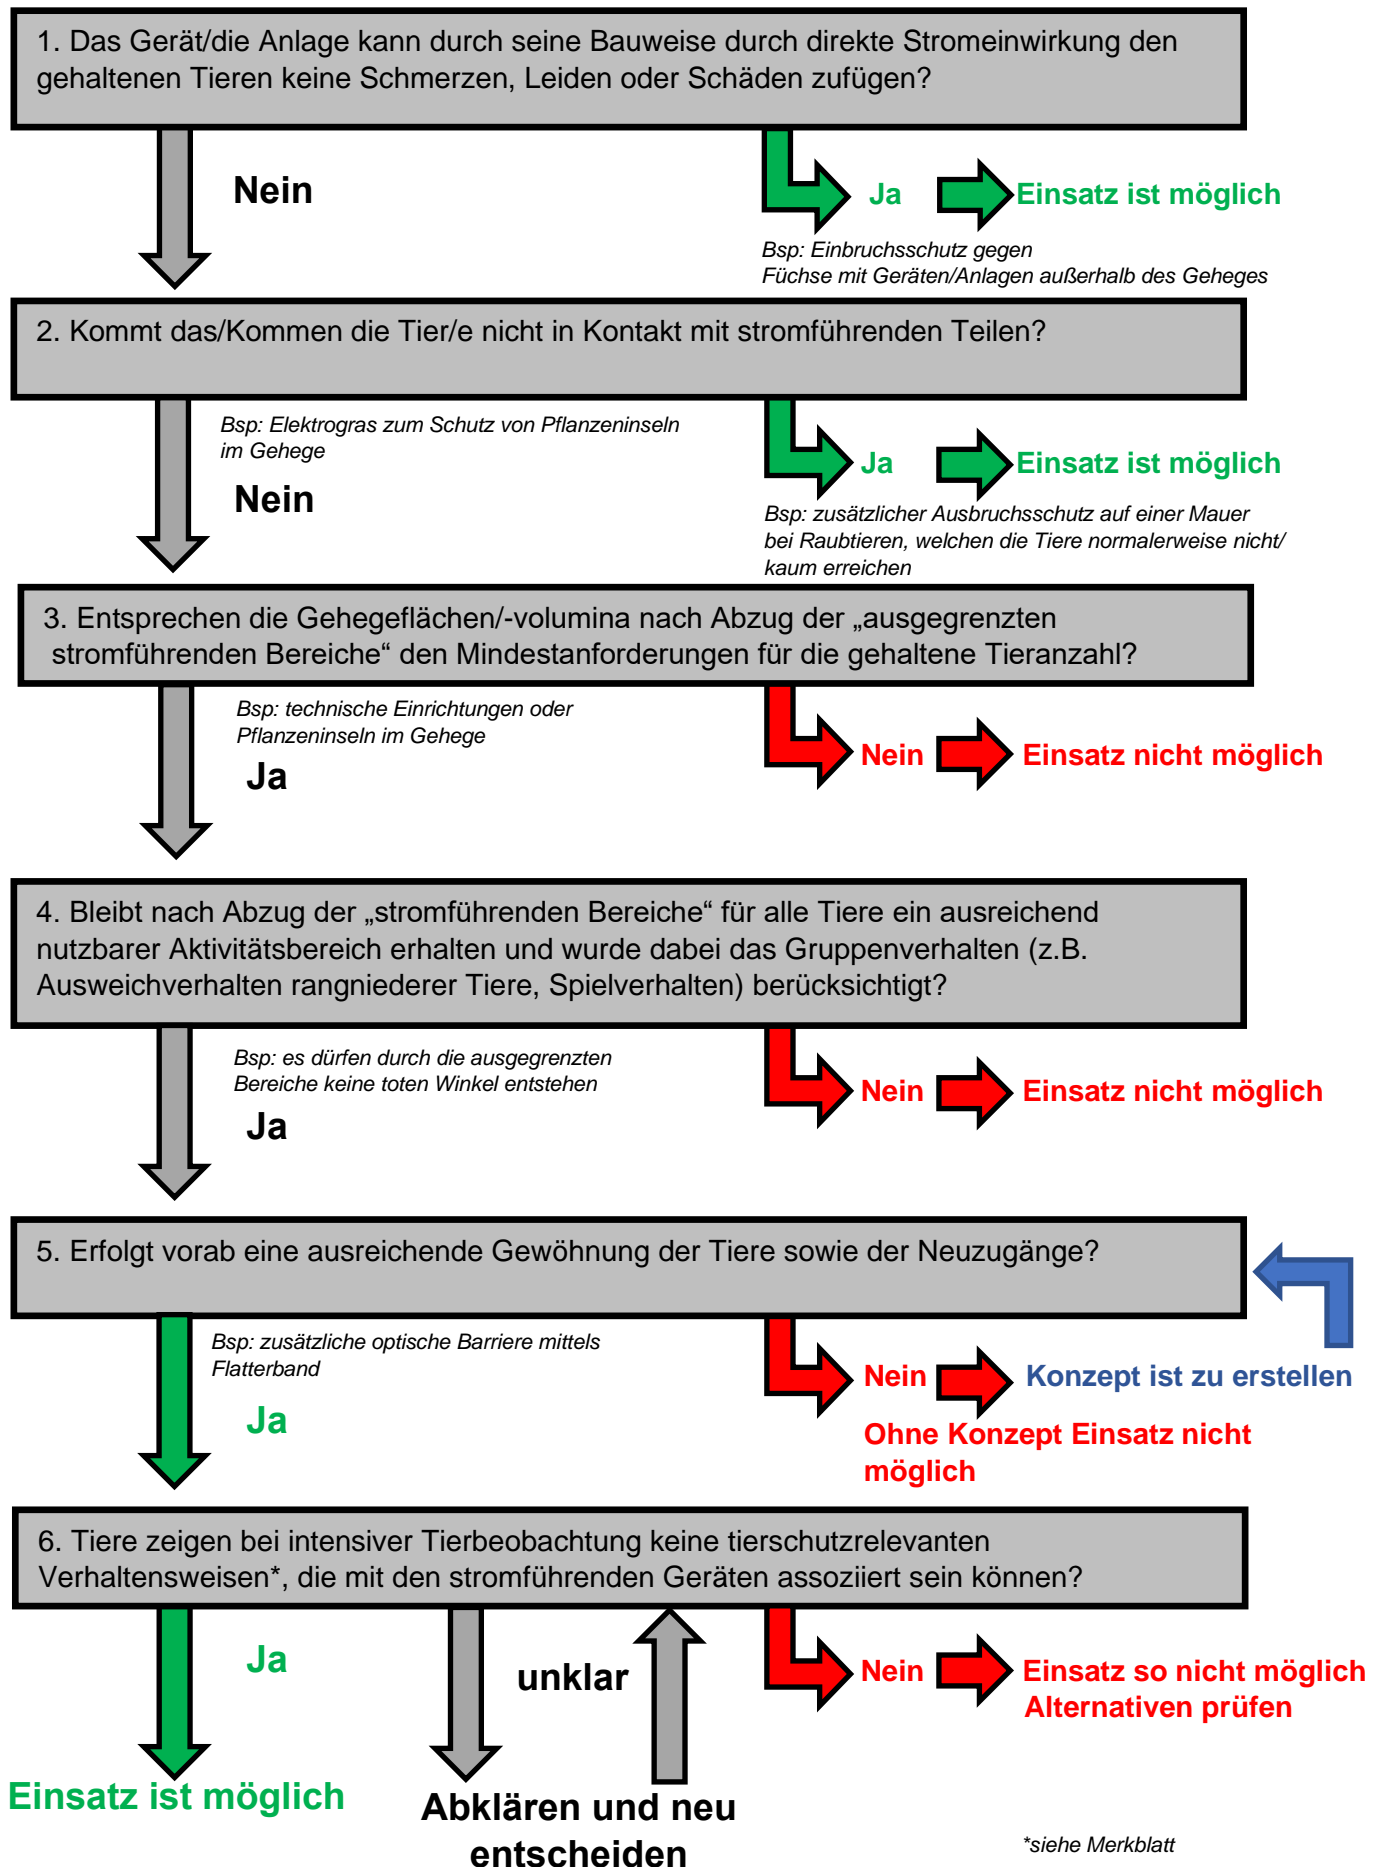 1. Das Gerät/die Anlage kann durch seine Bauweise durch direkte Stromeinwirkung den
gehaltenen Tieren keine Schmerzen, Leiden oder Schäden zufügen?
Nein
Ja
Einsatz ist möglich
Bsp: Einbruchsschutz gegen
Füchse mit Geräten/Anlagen außerhalb des Geheges
2. Kommt das/Kommen die Tier/e nicht in Kontakt mit stromführenden Teilen?
Bsp: Elektrogras zum Schutz von Pflanzeninseln
im Gehege
Nein
Ja
Einsatz ist möglich
Bsp: zusätzlicher Ausbruchsschutz auf einer Mauer
bei Raubtieren, welchen die Tiere normalerweise nicht/
kaum erreichen
3. Entsprechen die Gehegeflächen/-volumina nach Abzug der „ausgegrenzten
stromführenden Bereiche“ den Mindestanforderungen für die gehaltene Tieranzahl?
Bsp: technische Einrichtungen oder
Pflanzeninseln im Gehege
Ja
Nein
Einsatz nicht möglich
4. Bleibt nach Abzug der „stromführenden Bereiche“ für alle Tiere ein ausreichend
nutzbarer Aktivitätsbereich erhalten und wurde dabei das Gruppenverhalten (z.B.
Ausweichverhalten rangniederer Tiere, Spielverhalten) berücksichtigt?
Bsp: es dürfen durch die ausgegrenzten
Bereiche keine toten Winkel entstehen
Ja
Nein
Einsatz nicht möglich
5. Erfolgt vorab eine ausreichende Gewöhnung der Tiere sowie der Neuzugänge?
Bsp: zusätzliche optische Barriere mittels
Flatterband
Ja
Nein
Konzept ist zu erstellen
Ohne Konzept Einsatz nicht
möglich
6. Tiere zeigen bei intensiver Tierbeobachtung keine tierschutzrelevanten
Verhaltensweisen*, die mit den stromführenden Geräten assoziiert sein können?
Ja
unklar
Nein
Einsatz so nicht möglich
Alternativen prüfen
Einsatz ist möglich
Abklären und neu
entscheiden
*siehe Merkblatt